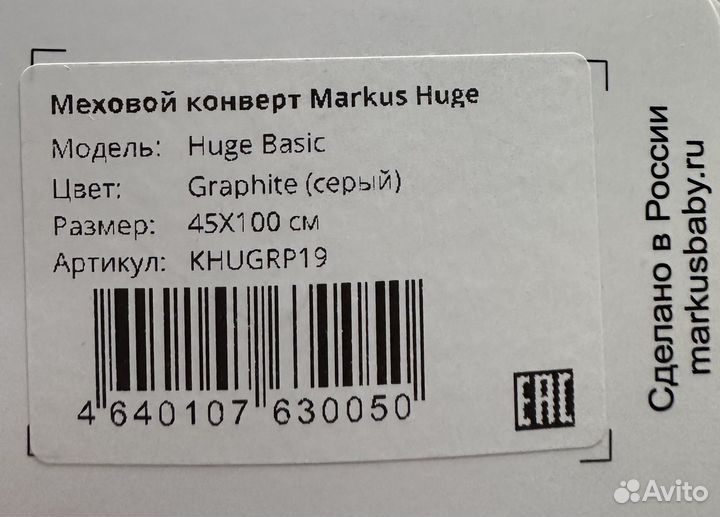 Меховой конверт Markus Huge
Модель: Huge Basic
Цвет: Graphite (серый)
Размер: 45X100 см
Артикул: KHUGRP19
4 640107 630050
Сделано в России
markusbaby.ru
Avito